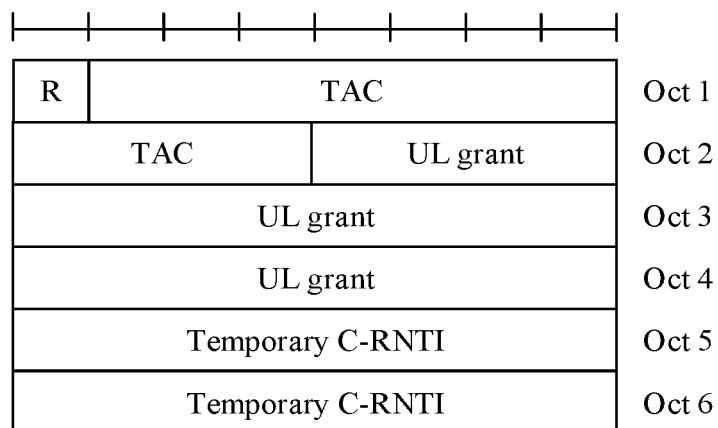 R TAC Oct 1
TAC UL grant Oct 2
UL grant Oct 3
UL grant Oct 4
Temporary C-RNTI Oct 5
Temporary C-RNTI Oct 6